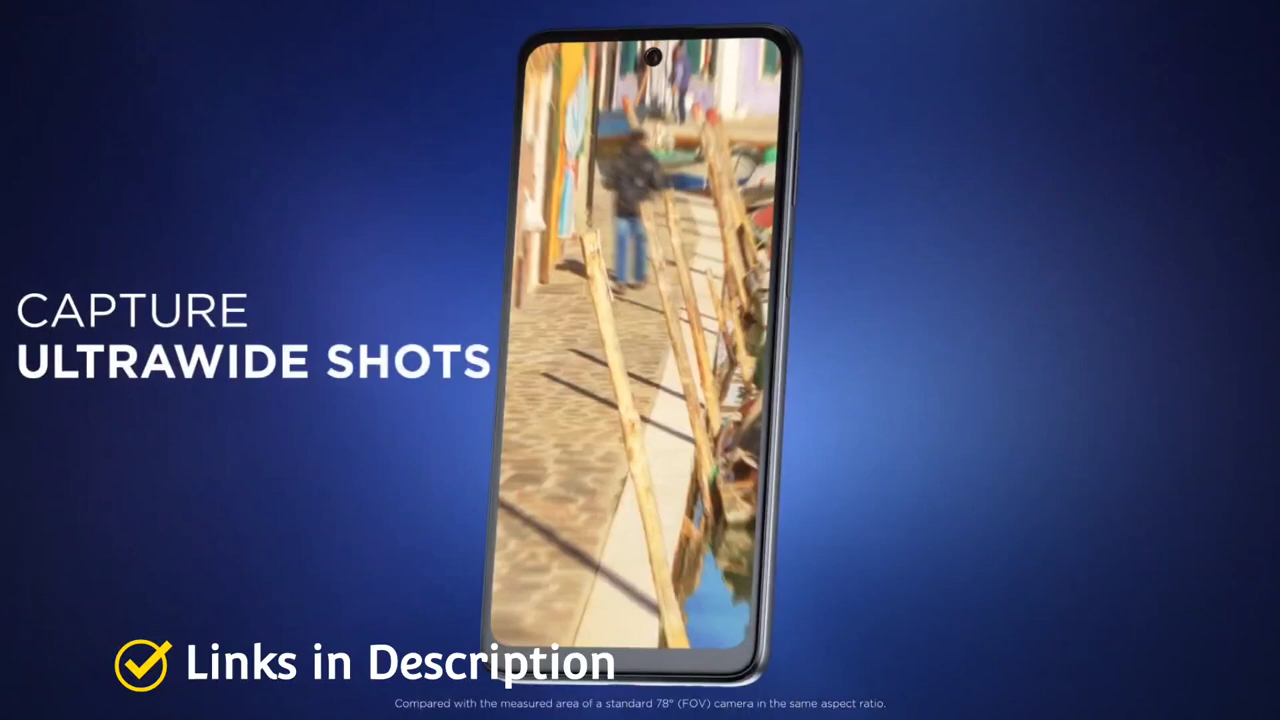 CAPTURE
ULTRAWIDE SHOTS
Links in Description
Compared with the measured area of a standard 78° (FOV) camera in the same aspect ratio.